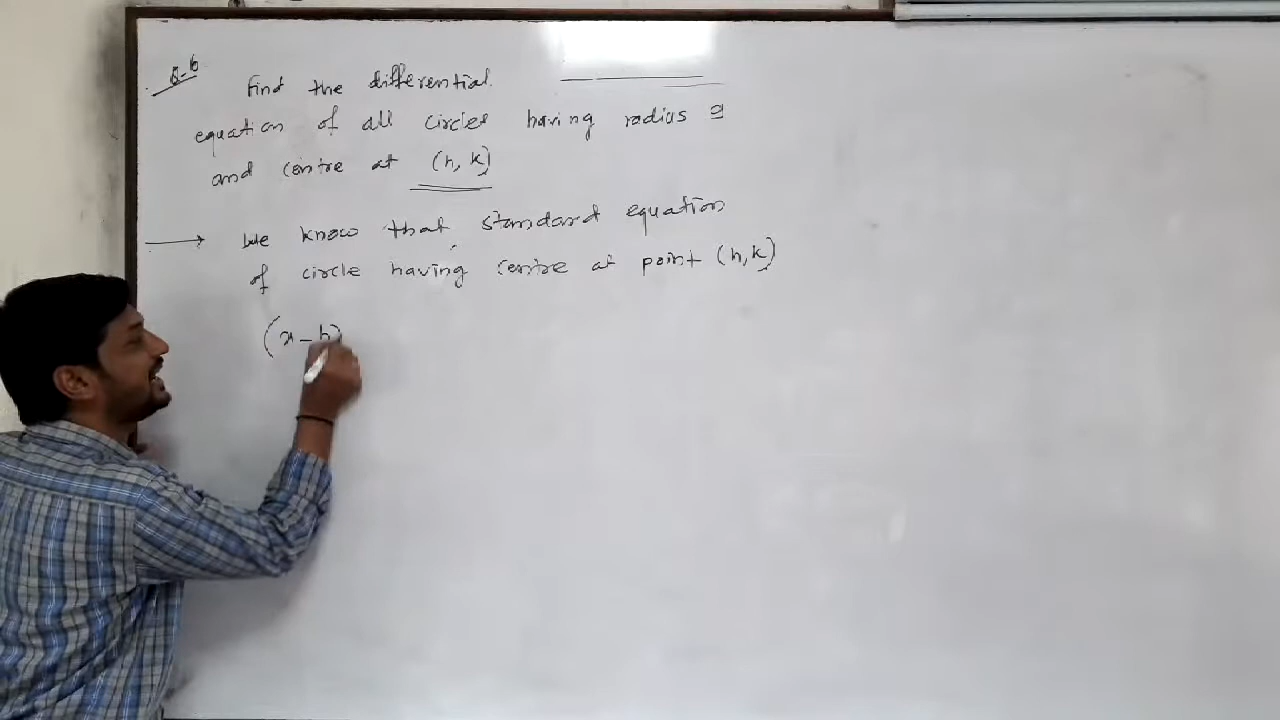 Q-6 Find the differential
equation of all circles having radius a
and centre at (h, k)
We know that standard equation
of circle having centre at point (h, k)
(x - h)